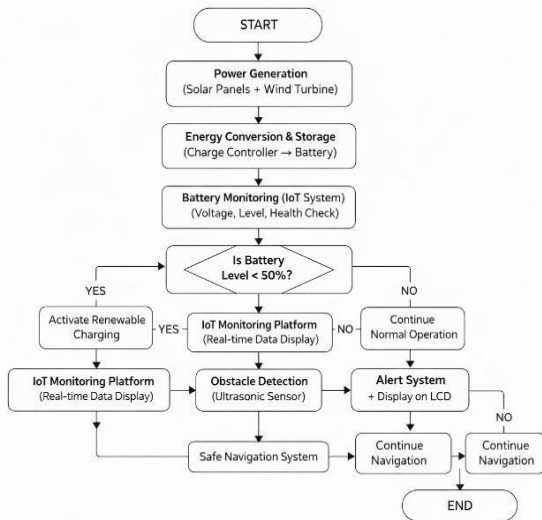 START
Power Generation
(Solar Panels + Wind Turbine)
Energy Conversion & Storage
(Charge Controller → Battery)
Battery Monitoring (IoT System)
(Voltage, Level, Health Check)
Is Battery
Level < 50%?
YES
NO
Activate Renewable
Charging
YES
IoT Monitoring Platform
(Real-time Data Display)
NO
Continue
Normal Operation
IoT Monitoring Platform
(Real-time Data Display)
Obstacle Detection
(Ultrasonic Sensor)
Alert System
+ Display on LCD
NO
Safe Navigation System
Continue
Navigation
Continue
Navigation
END